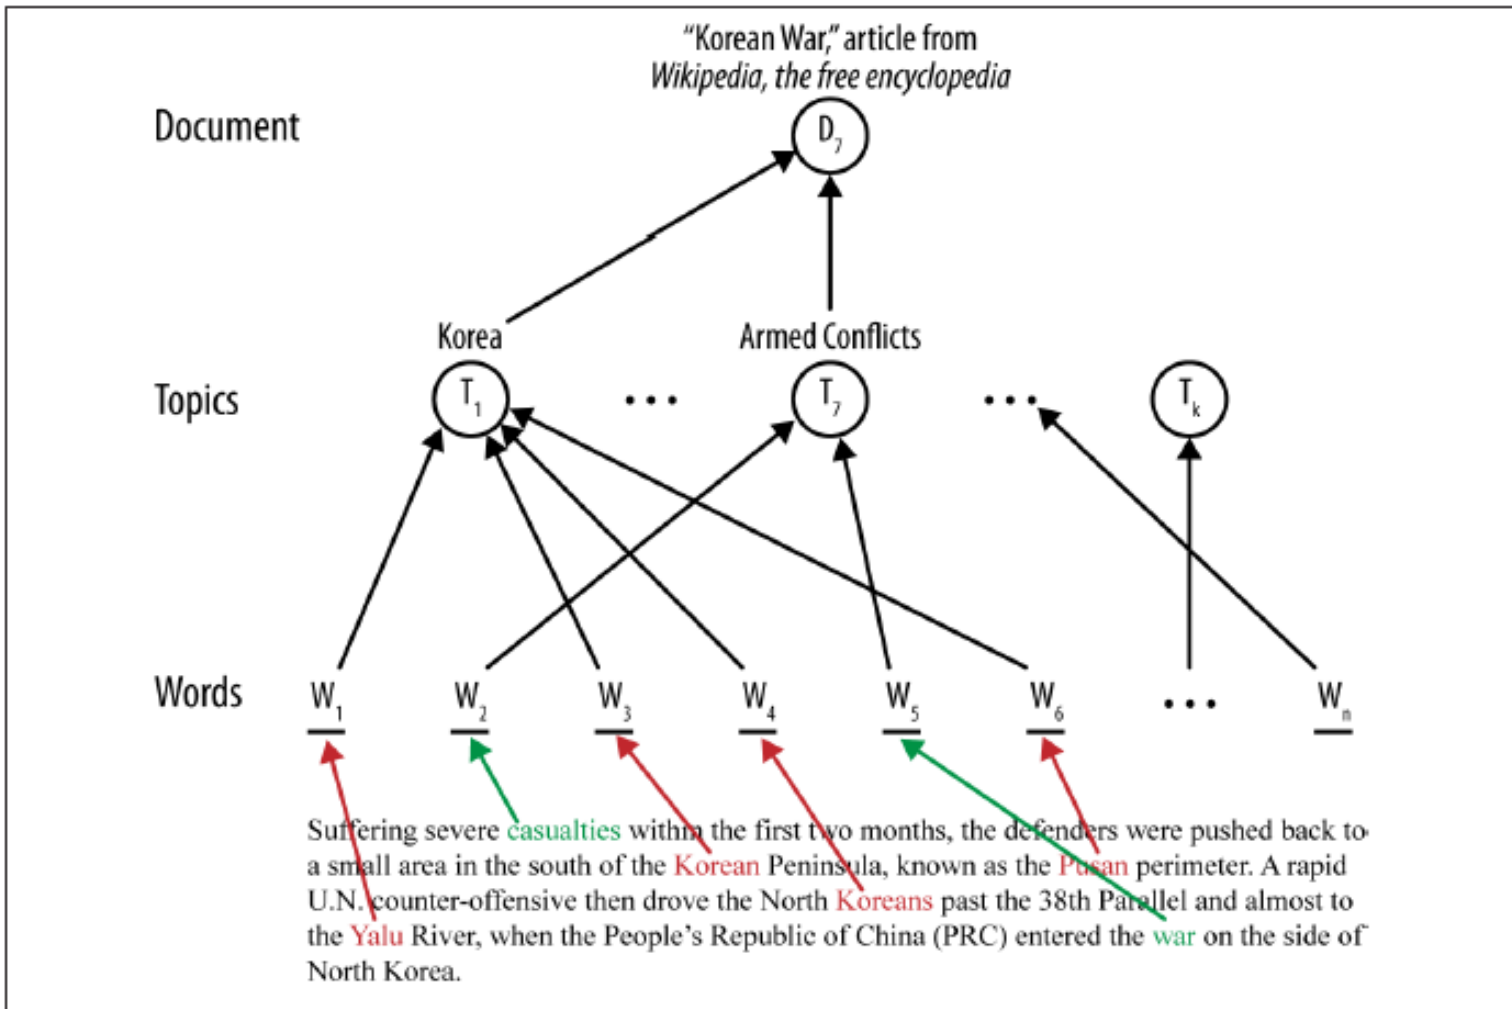 “Korean War,” article from
Wikipedia, the free encyclopedia
Document
D7
Korea
Armed Conflicts
Topics
T1
...
T7
...
Tk
Words
W1
W2
W3
W4
W5
W6
...
Wn
Suffering severe casualties within the first two months, the defenders were pushed back to
a small area in the south of the Korean Peninsula, known as the Pusan perimeter. A rapid
U.N. counter-offensive then drove the North Koreans past the 38th Parallel and almost to
the Yalu River, when the People’s Republic of China (PRC) entered the war on the side of
North Korea.